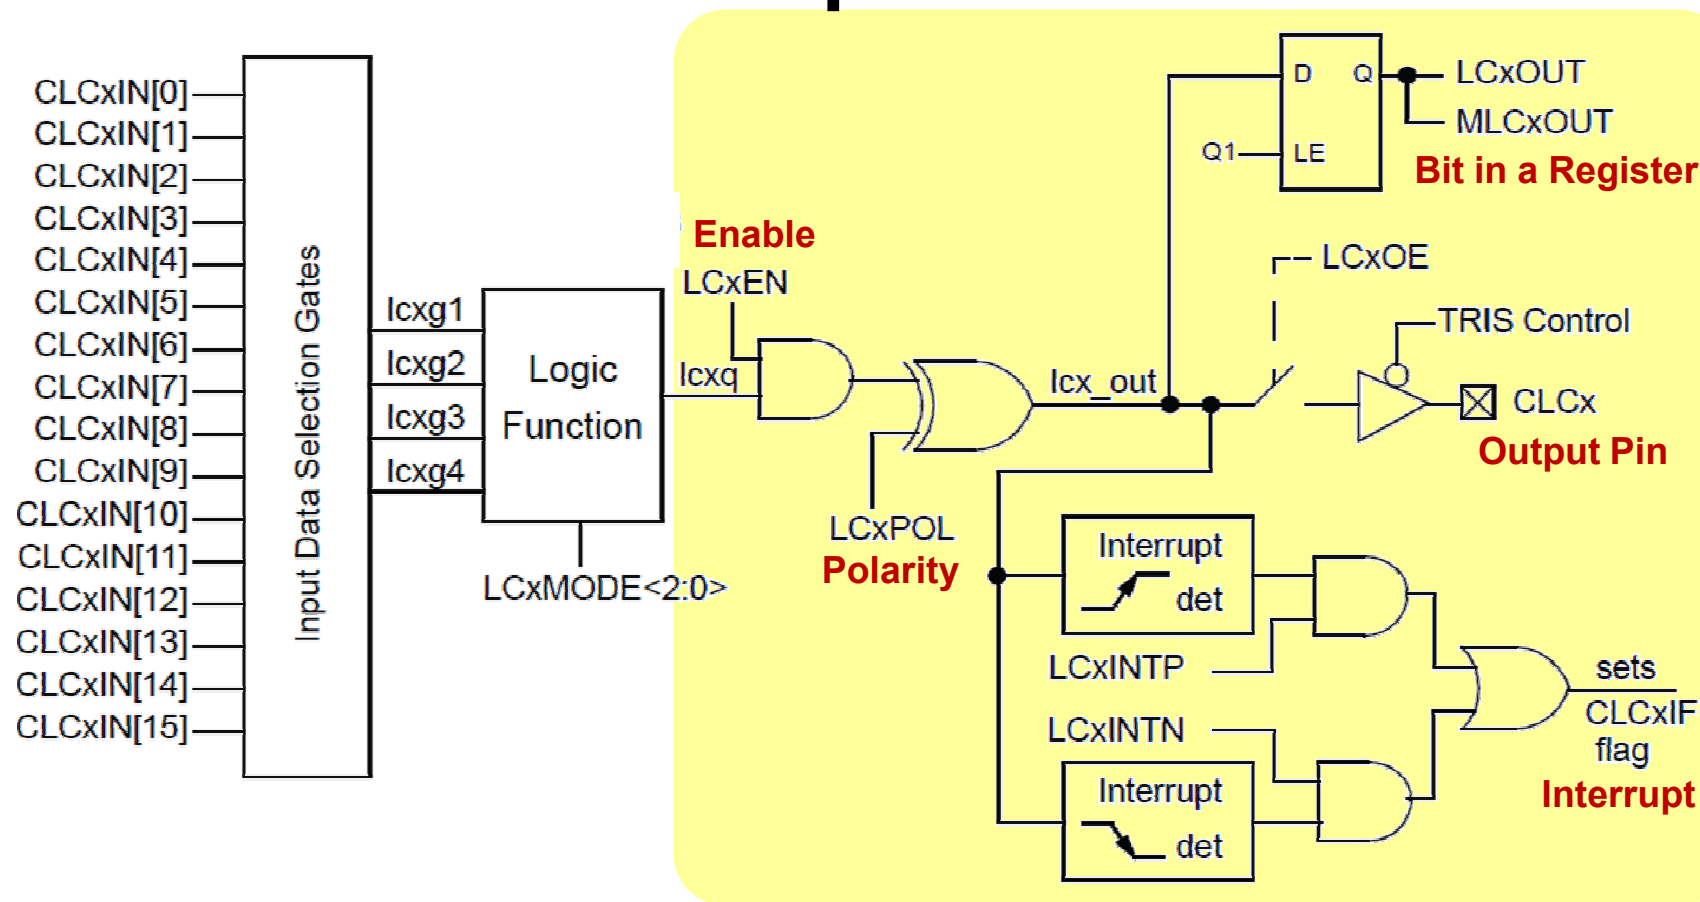 CLCxIN[0]
CLCxIN[1]
CLCxIN[2]
CLCxIN[3]
CLCxIN[4]
CLCxIN[5]
CLCxIN[6]
CLCxIN[7]
CLCxIN[8]
CLCxIN[9]
CLCxIN[10]
CLCxIN[11]
CLCxIN[12]
CLCxIN[13]
CLCxIN[14]
CLCxIN[15]
Input Data Selection Gates
lcxg1
lcxg2
lcxg3
lcxg4
Logic
Function
LCxMODE<2:0>
Enable
LCxEN
lcxq
LCxPOL
Polarity
lcx_out
D
Q
Q1
LE
LCxOUT
MLCxOUT
Bit in a Register
LCxOE
TRIS Control
CLCx
Output Pin
Interrupt
det
LCxINTP
LCxINTN
Interrupt
det
sets
CLCxIF
flag
Interrupt